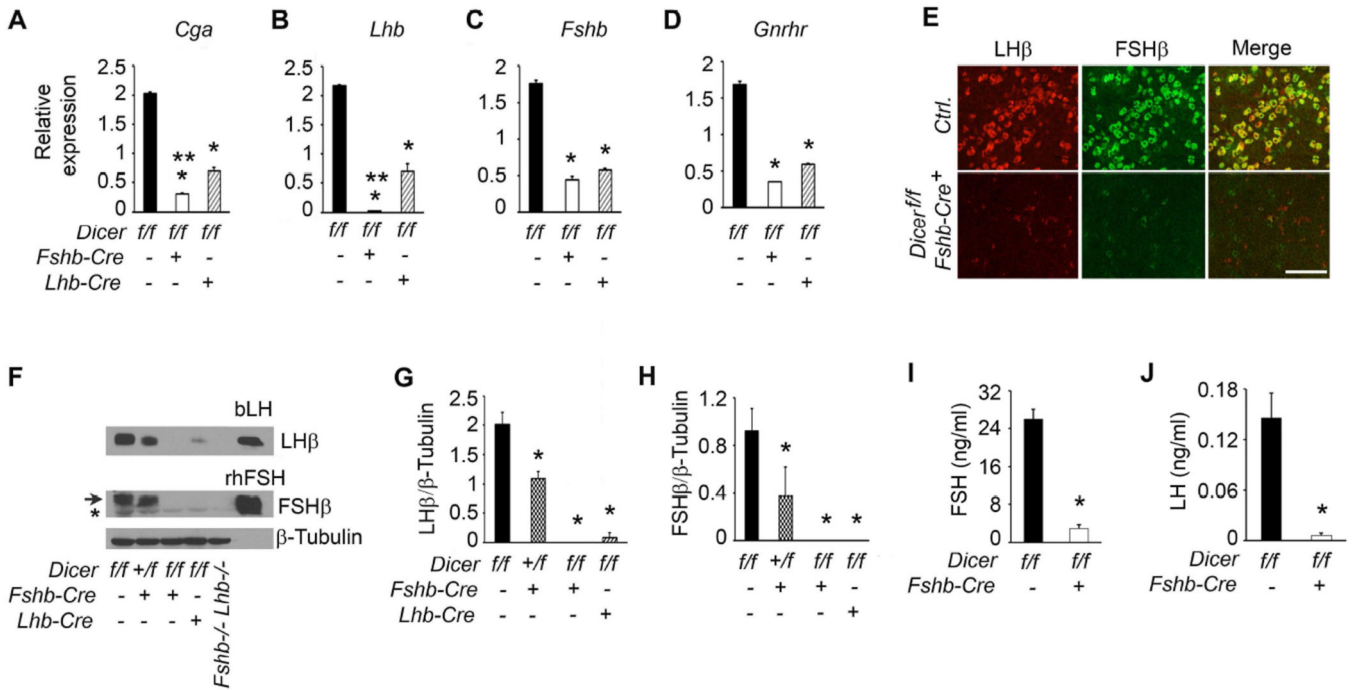 A
Cga
Relative
expression
2.5
2
1.5
1
0.5
0
**
*
*
Dicer f/f f/f f/f
Fshb-Cre - + -
Lhb-Cre - - +
B
Lhb
2.5
2
1.5
1
0.5
0
**
*
*
f/f f/f f/f
- + -
- - +
C
Fshb
2
1.5
1
0.5
0
*
*
f/f f/f f/f
- + -
- - +
D
Gnrhr
2
1.5
1
0.5
0
*
*
f/f f/f f/f
- + -
- - +
E
LHβ FSHβ Merge
Ctrl.
Dicer f/f
Fshb-Cre+
F
bLH
LHβ
rhFSH
FSHβ
*
β-Tubulin
Dicer f/f +/f f/f f/f
Fshb-Cre - + + -
Lhb-Cre - - - +
Fshb-/- Lhb-/-
G
LHβ/β-Tubulin
2.5
2
1.5
1
0.5
0
*
*
*
Dicer f/f +/f f/f f/f
Fshb-Cre - + + -
Lhb-Cre - - - +
H
FSHβ/β-Tubulin
1.2
0.8
0.4
0
*
*
*
f/f +/f f/f f/f
- + + -
- - - +
I
FSH (ng/ml)
32
24
16
8
0
*
Dicer f/f f/f
Fshb-Cre - +
J
LH (ng/ml)
0.18
0.12
0.06
0
*
Dicer f/f f/f
Fshb-Cre - +